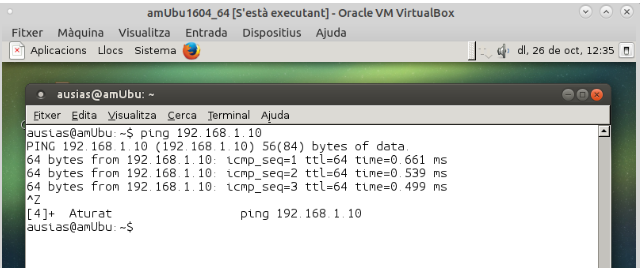 amUbu1604_64 [S'està executant] - Oracle VM VirtualBox
Fitxer Màquina Visualitza Entrada Dispositius Ajuda
Aplicacions Llocs Sistema dl, 26 de oct, 12:35
ausias@amUbu: ~
Fitxer Edita Visualitza Cerca Terminal Ajuda
ausias@amUbu:~$ ping 192.168.1.10
PING 192.168.1.10 (192.168.1.10) 56(84) bytes of data.
64 bytes from 192.168.1.10: icmp_seq=1 ttl=64 time=0.661 ms
64 bytes from 192.168.1.10: icmp_seq=2 ttl=64 time=0.539 ms
64 bytes from 192.168.1.10: icmp_seq=3 ttl=64 time=0.499 ms
^Z
[4]+ Aturat ping 192.168.1.10
ausias@amUbu:~$